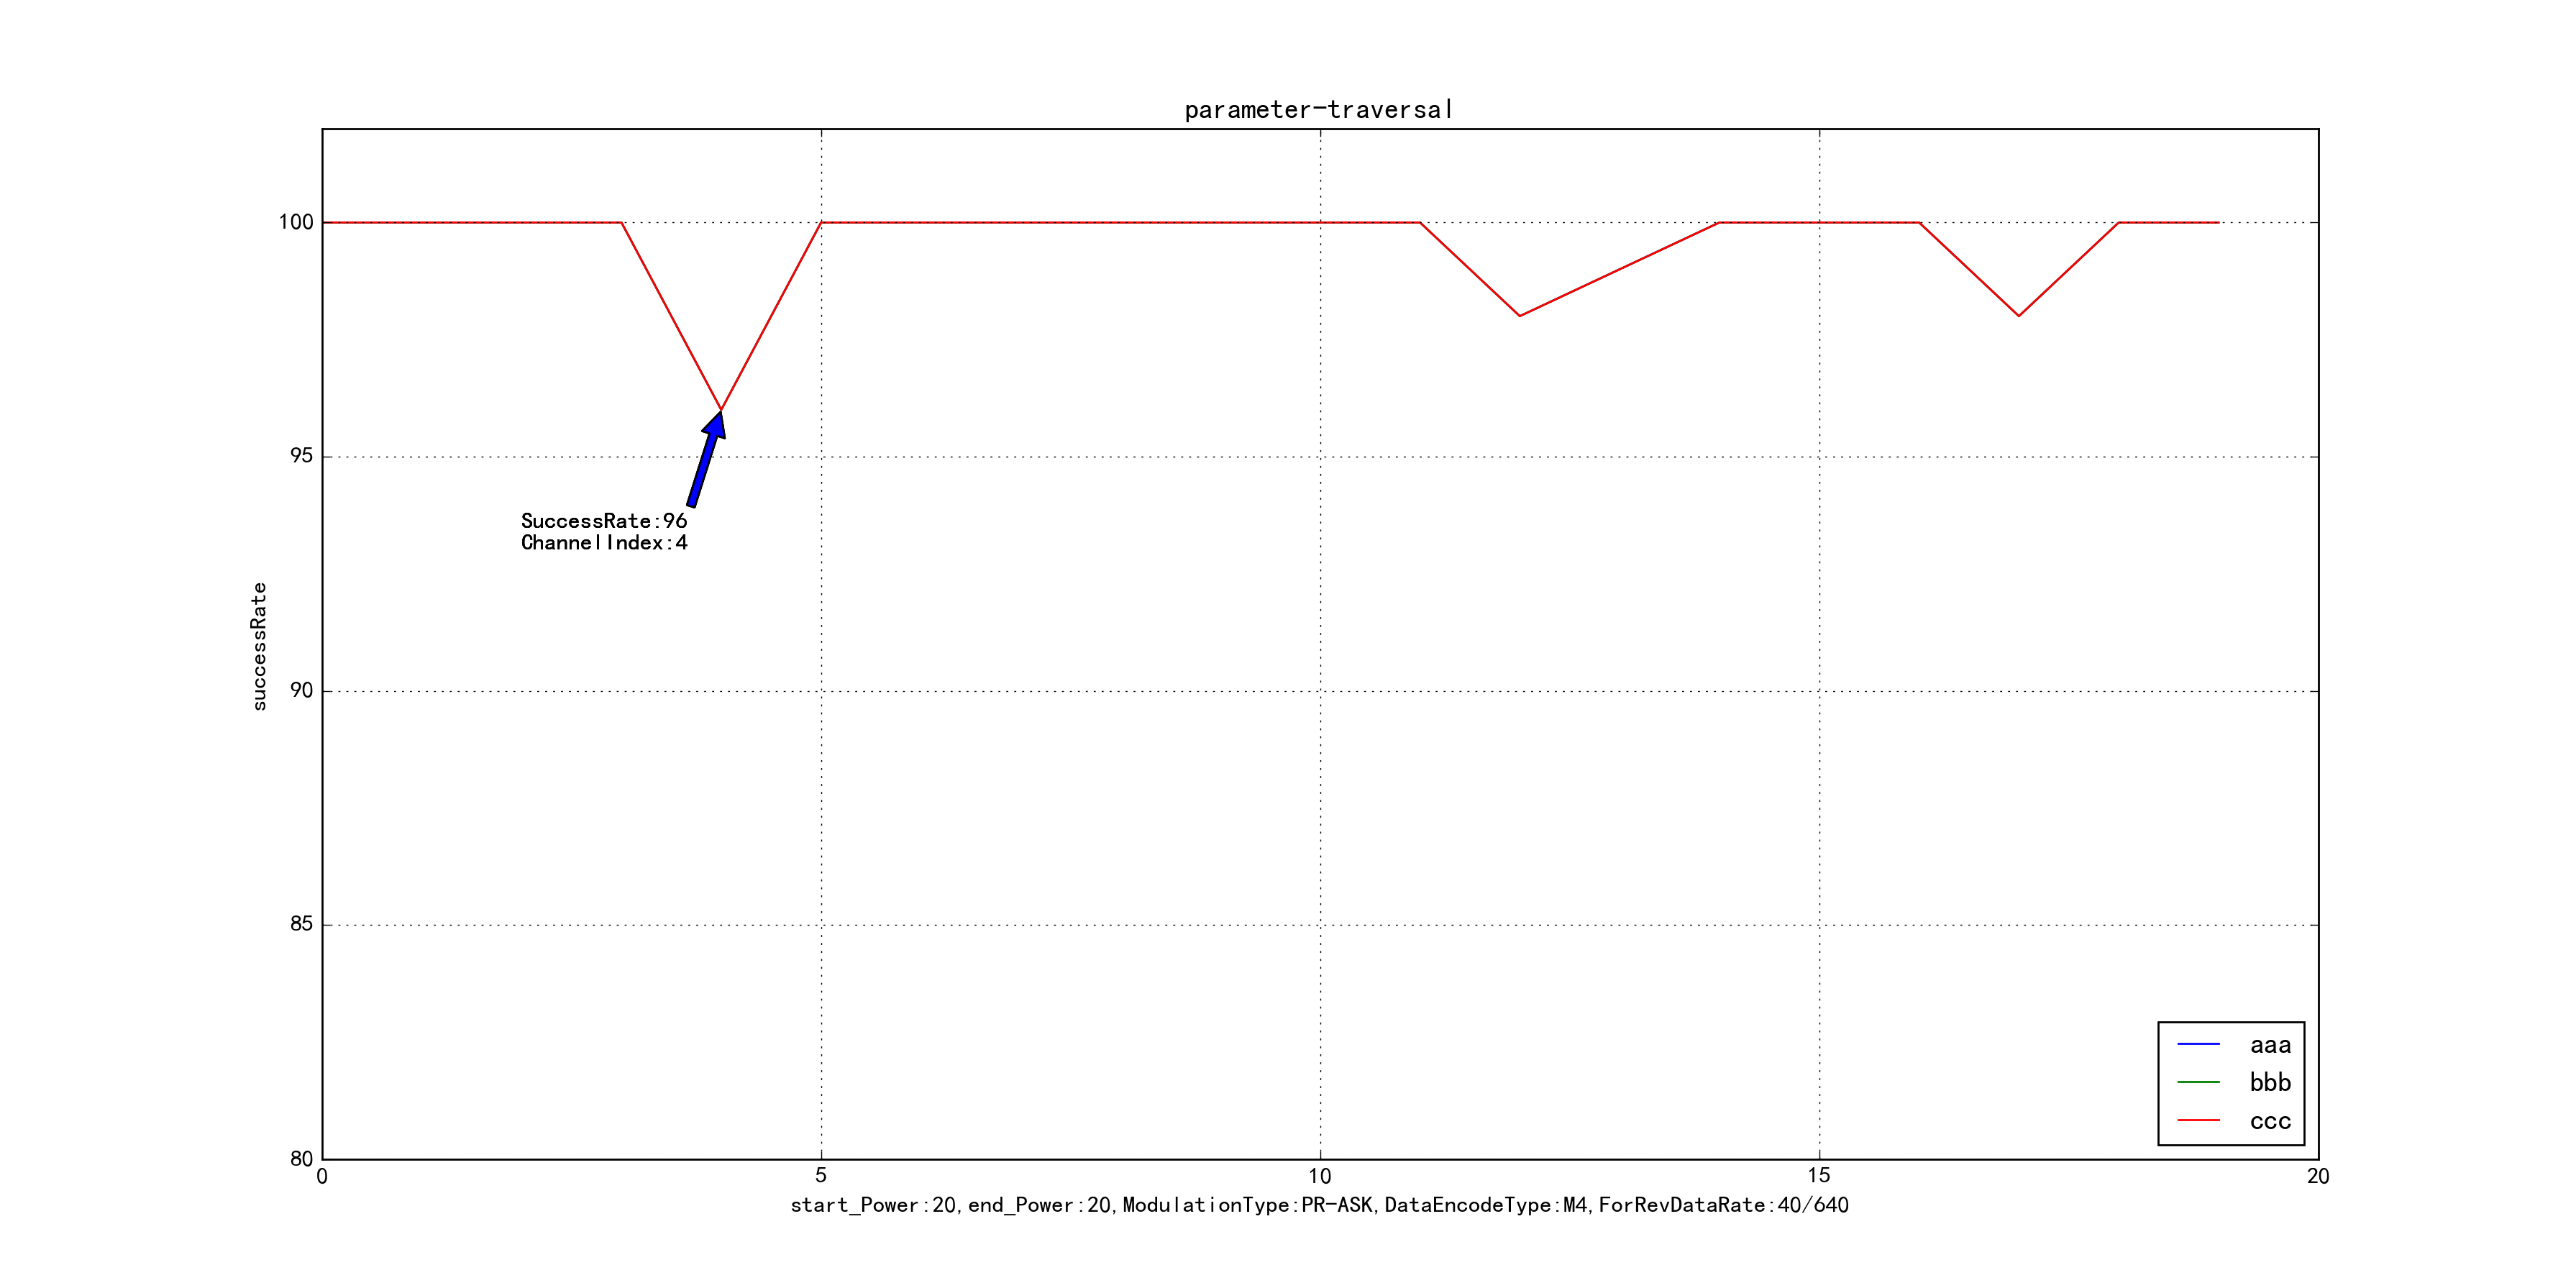 parameter-traversal
100
95
90
85
80
successRate
SuccessRate:96
ChannelIndex:4
aaa
bbb
ccc
0 5 10 15 20
start_Power:20,end_Power:20,ModulationType:PR-ASK,DataEncodeType:M4,ForRevDataRate:40/640